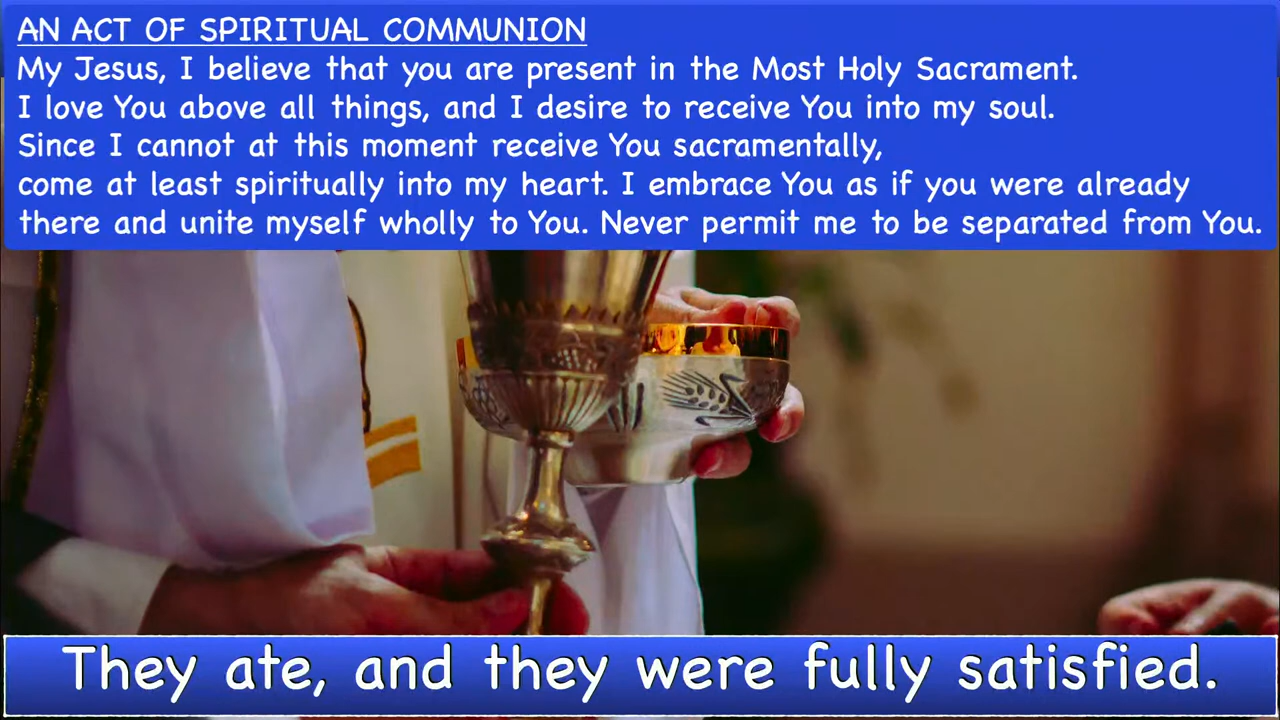 AN ACT OF SPIRITUAL COMMUNION
My Jesus, I believe that you are present in the Most Holy Sacrament.
I love You above all things, and I desire to receive You into my soul.
Since I cannot at this moment receive You sacramentally,
come at least spiritually into my heart. I embrace You as if you were already
there and unite myself wholly to You. Never permit me to be separated from You.
They ate, and they were fully satisfied.